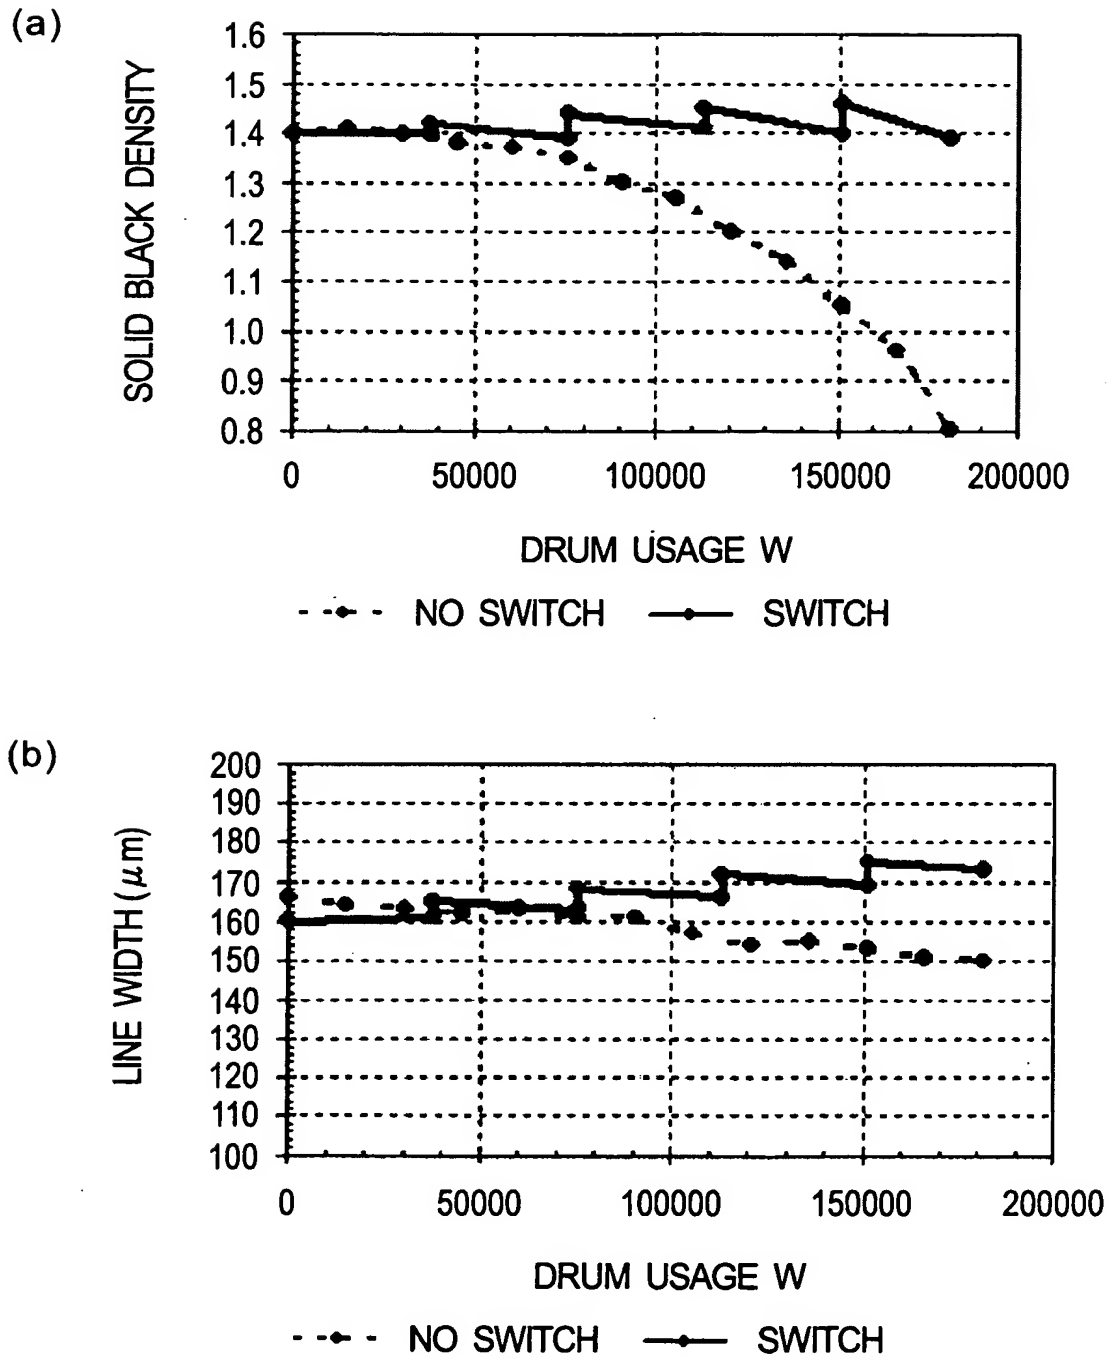 (a)
SOLID BLACK DENSITY
1.6
1.5
1.4
1.3
1.2
1.1
1.0
0.9
0.8
0 50000 100000 150000 200000
DRUM USAGE W
NO SWITCH SWITCH
(b)
LINE WIDTH (μm)
200
190
180
170
160
150
140
130
120
110
100
0 50000 100000 150000 200000
DRUM USAGE W
NO SWITCH SWITCH